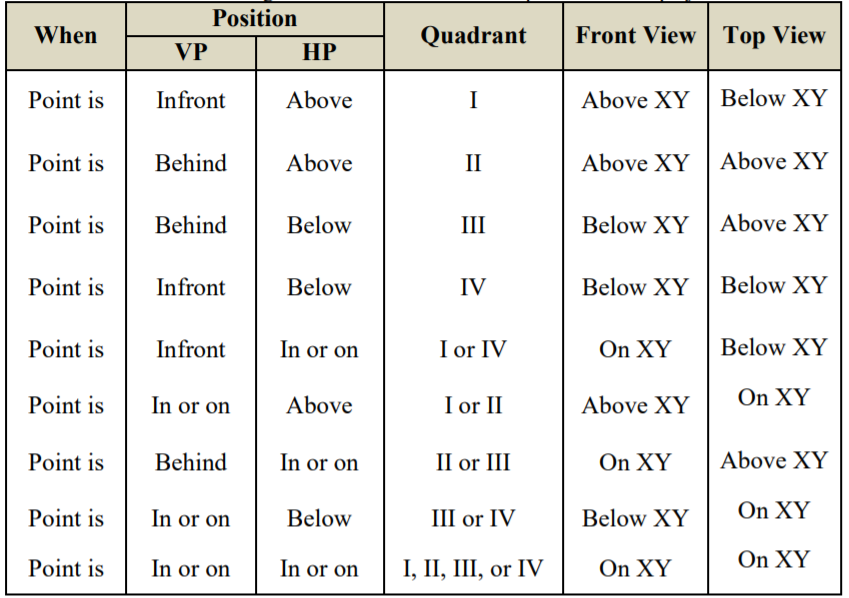 When Position Quadrant Front View Top View
VP HP
Point is Infront Above I Above XY Below XY
Point is Behind Above II Above XY Above XY
Point is Behind Below III Below XY Above XY
Point is Infront Below IV Below XY Below XY
Point is Infront In or on I or IV On XY Below XY
Point is In or on Above I or II Above XY On XY
Point is Behind In or on II or III On XY Above XY
Point is In or on Below III or IV Below XY On XY
Point is In or on In or on I, II, III, or IV On XY On XY